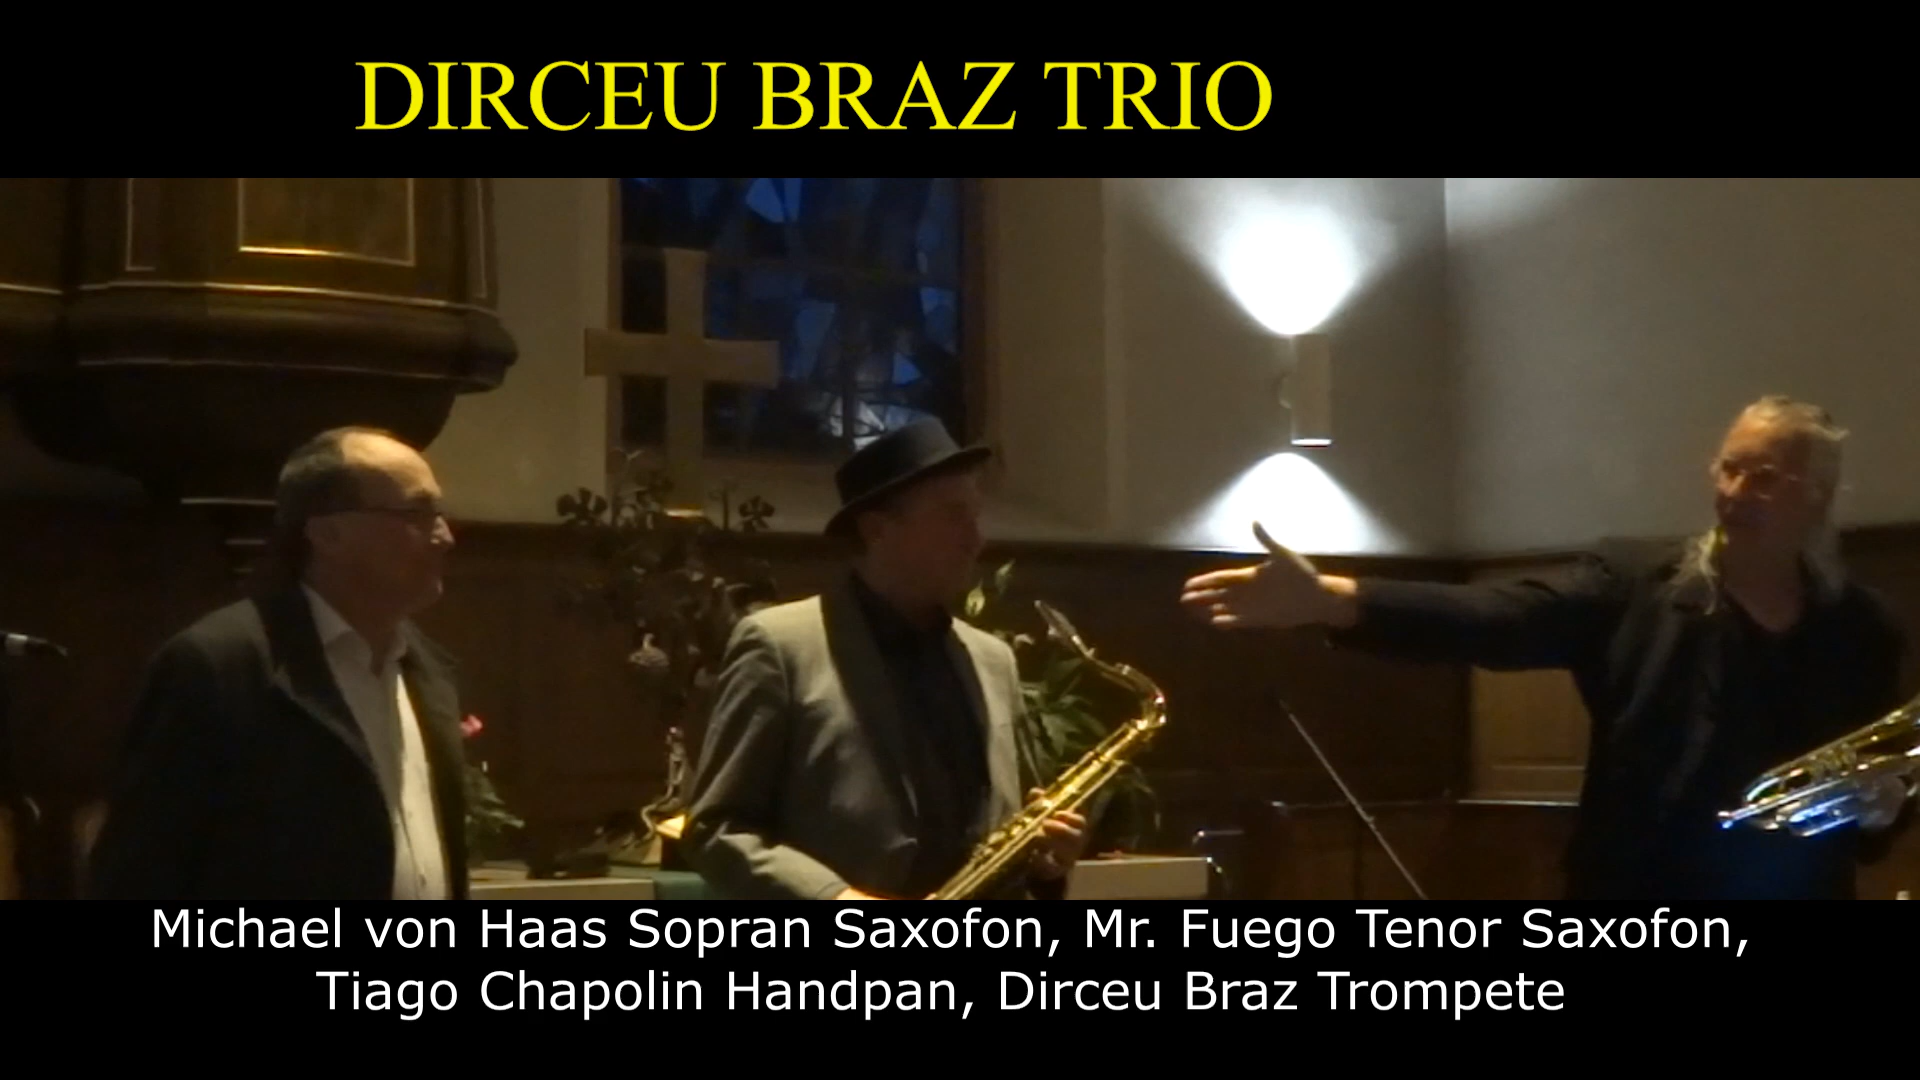 DIRCEU BRAZ TRIO
Michael von Haas Sopran Saxofon, Mr. Fuego Tenor Saxofon,
Tiago Chapolin Handpan, Dirceu Braz Trompete